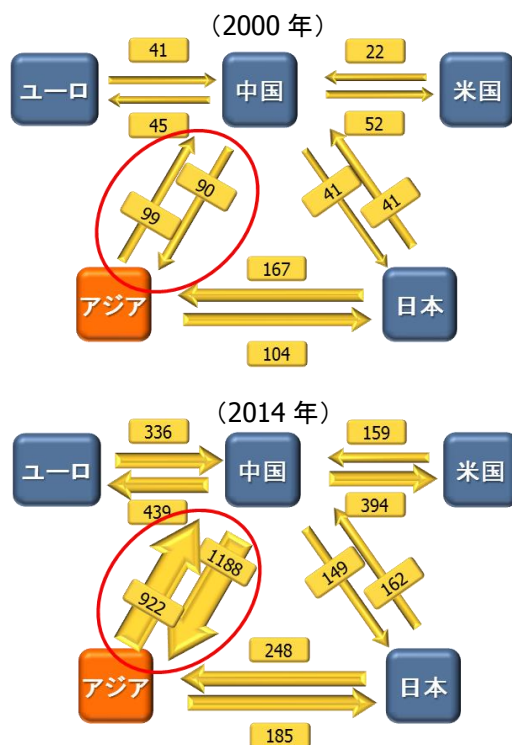 （2000 年）
41
22
ユーロ
中国
米国
45
52
99
90
41
41
167
アジア
日本
104
（2014 年）
336
159
ユーロ
中国
米国
439
394
922
1188
149
162
248
アジア
日本
185